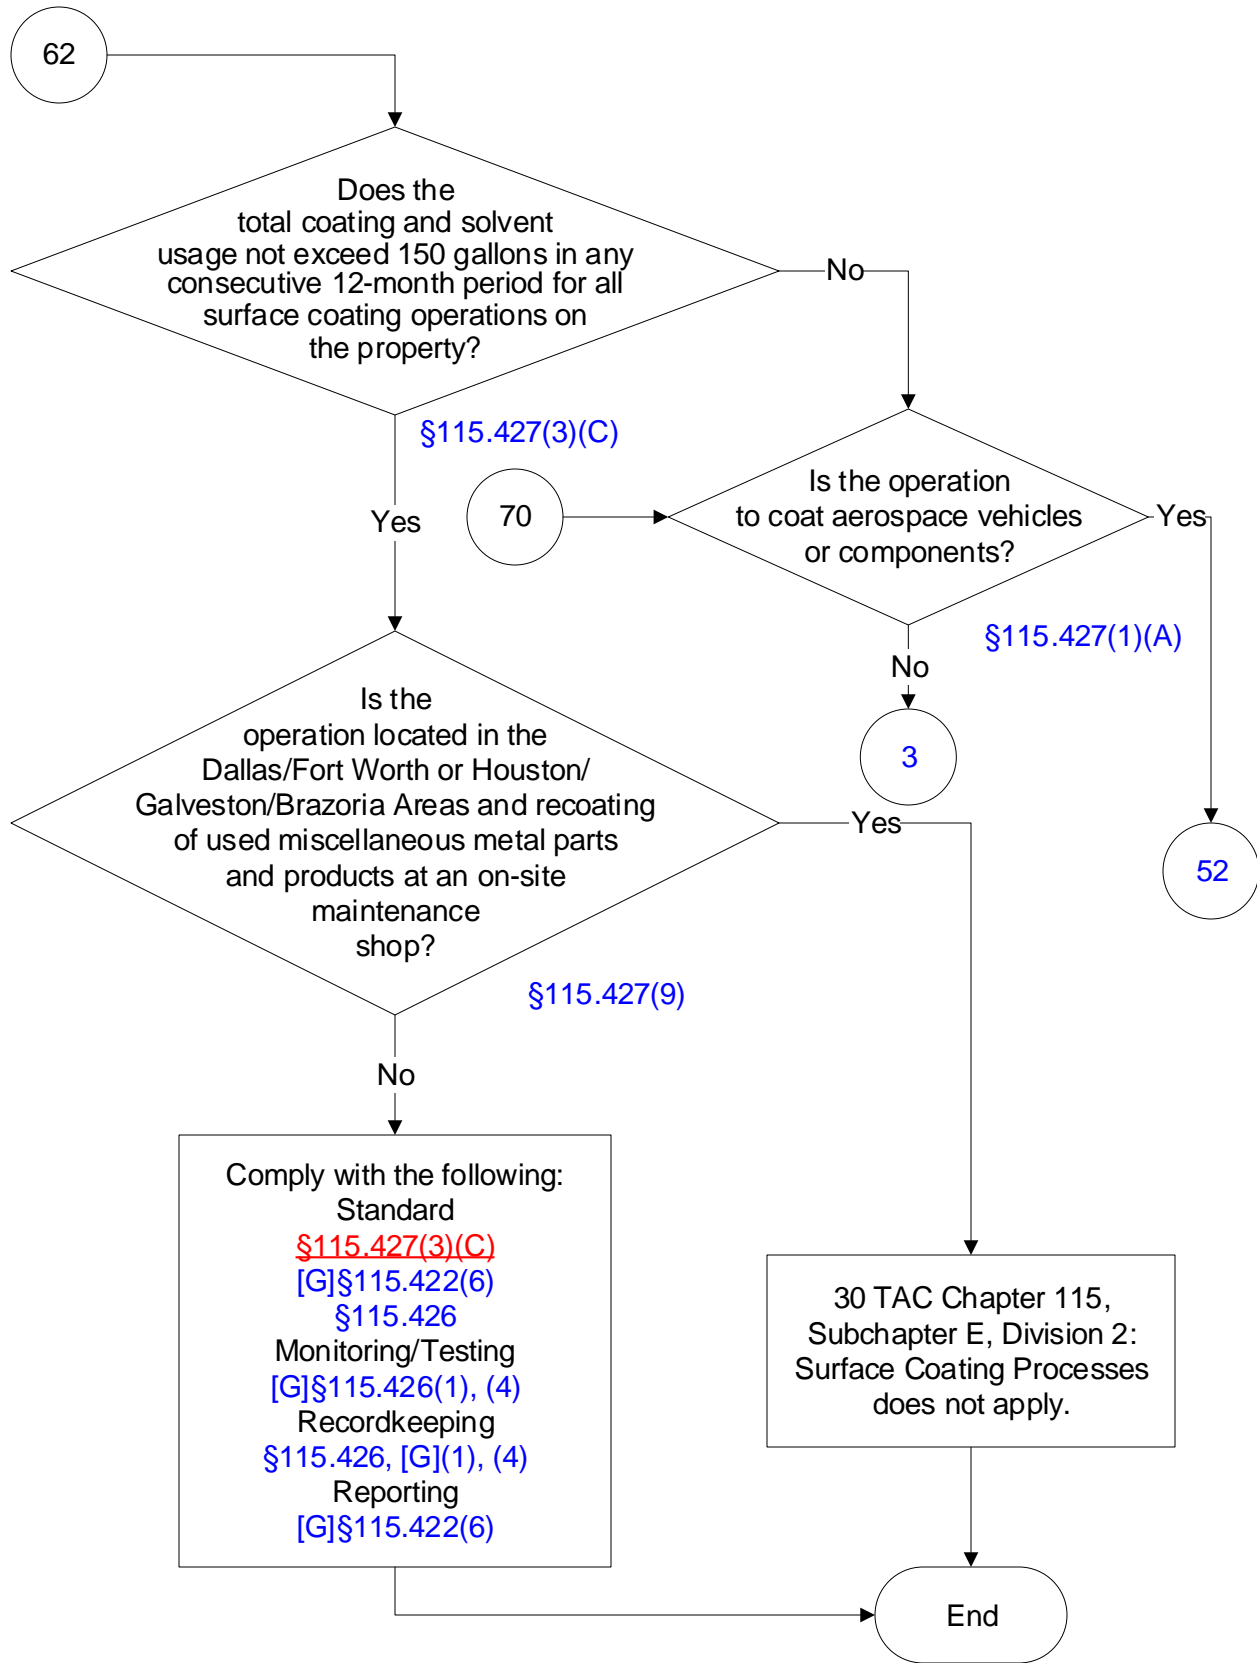 62
Does the
total coating and solvent
usage not exceed 150 gallons in any
consecutive 12-month period for all
surface coating operations on
the property?
No
§115.427(3)(C)
Yes
70
Is the operation
to coat aerospace vehicles
or components?
Yes
§115.427(1)(A)
No
3
52
Is the
operation located in the
Dallas/Fort Worth or Houston/
Galveston/Brazoria Areas and recoating
of used miscellaneous metal parts
and products at an on-site
maintenance
shop?
Yes
§115.427(9)
No
Comply with the following:
Standard
§115.427(3)(C)
[G]§115.422(6)
§115.426
Monitoring/Testing
[G]§115.426(1), (4)
Recordkeeping
§115.426, [G](1), (4)
Reporting
[G]§115.422(6)
30 TAC Chapter 115,
Subchapter E, Division 2:
Surface Coating Processes
does not apply.
End